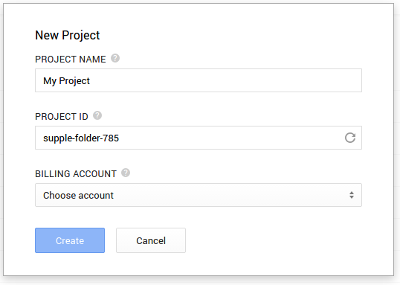 New Project
PROJECT NAME ?
My Project
PROJECT ID ?
supple-folder-785
BILLING ACCOUNT ?
Choose account
Create Cancel